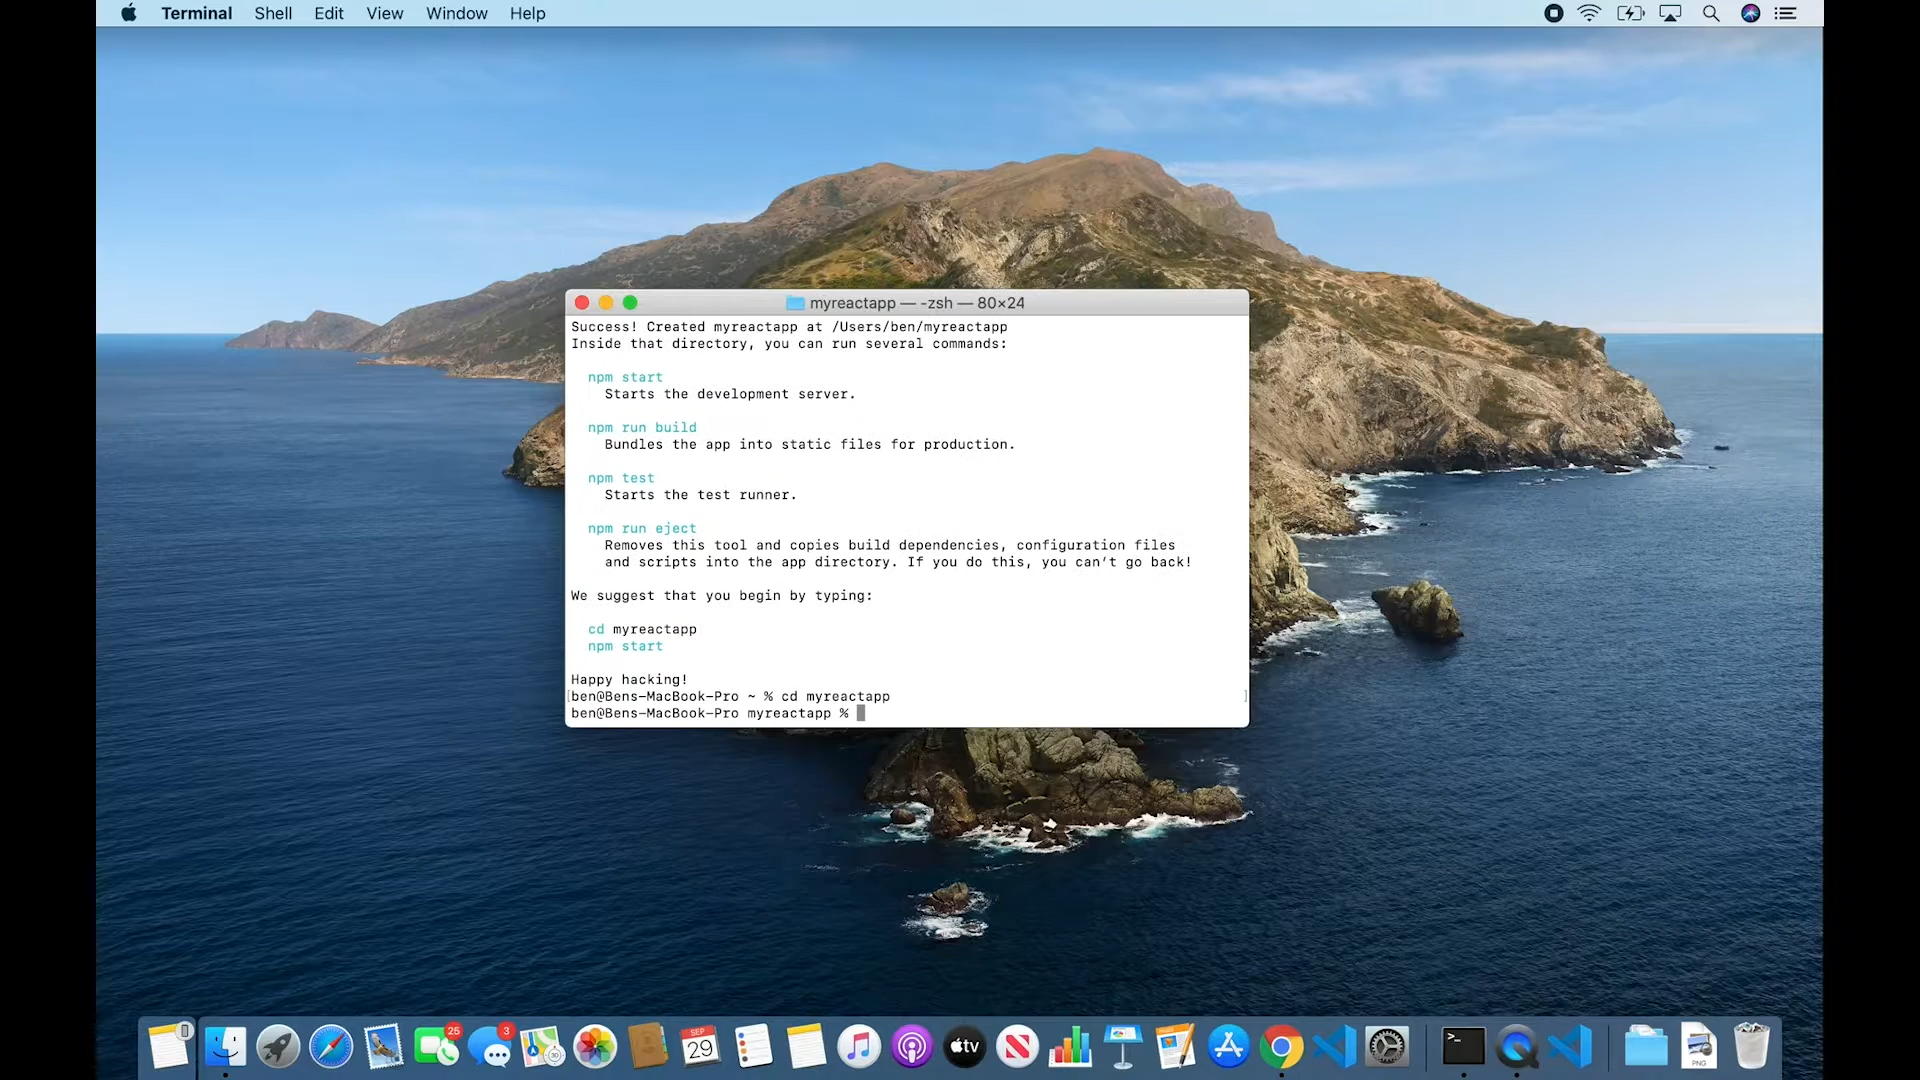 Terminal Shell Edit View Window Help
myreactapp — -zsh — 80×24
Success! Created myreactapp at /Users/ben/myreactapp
Inside that directory, you can run several commands:
npm start
Starts the development server.
npm run build
Bundles the app into static files for production.
npm test
Starts the test runner.
npm run eject
Removes this tool and copies build dependencies, configuration files
and scripts into the app directory. If you do this, you can't go back!
We suggest that you begin by typing:
cd myreactapp
npm start
Happy hacking!
[ben@Bens-MacBook-Pro ~ % cd myreactapp ]
ben@Bens-MacBook-Pro myreactapp %
25
3
SEP
29
tv
>_
PNG